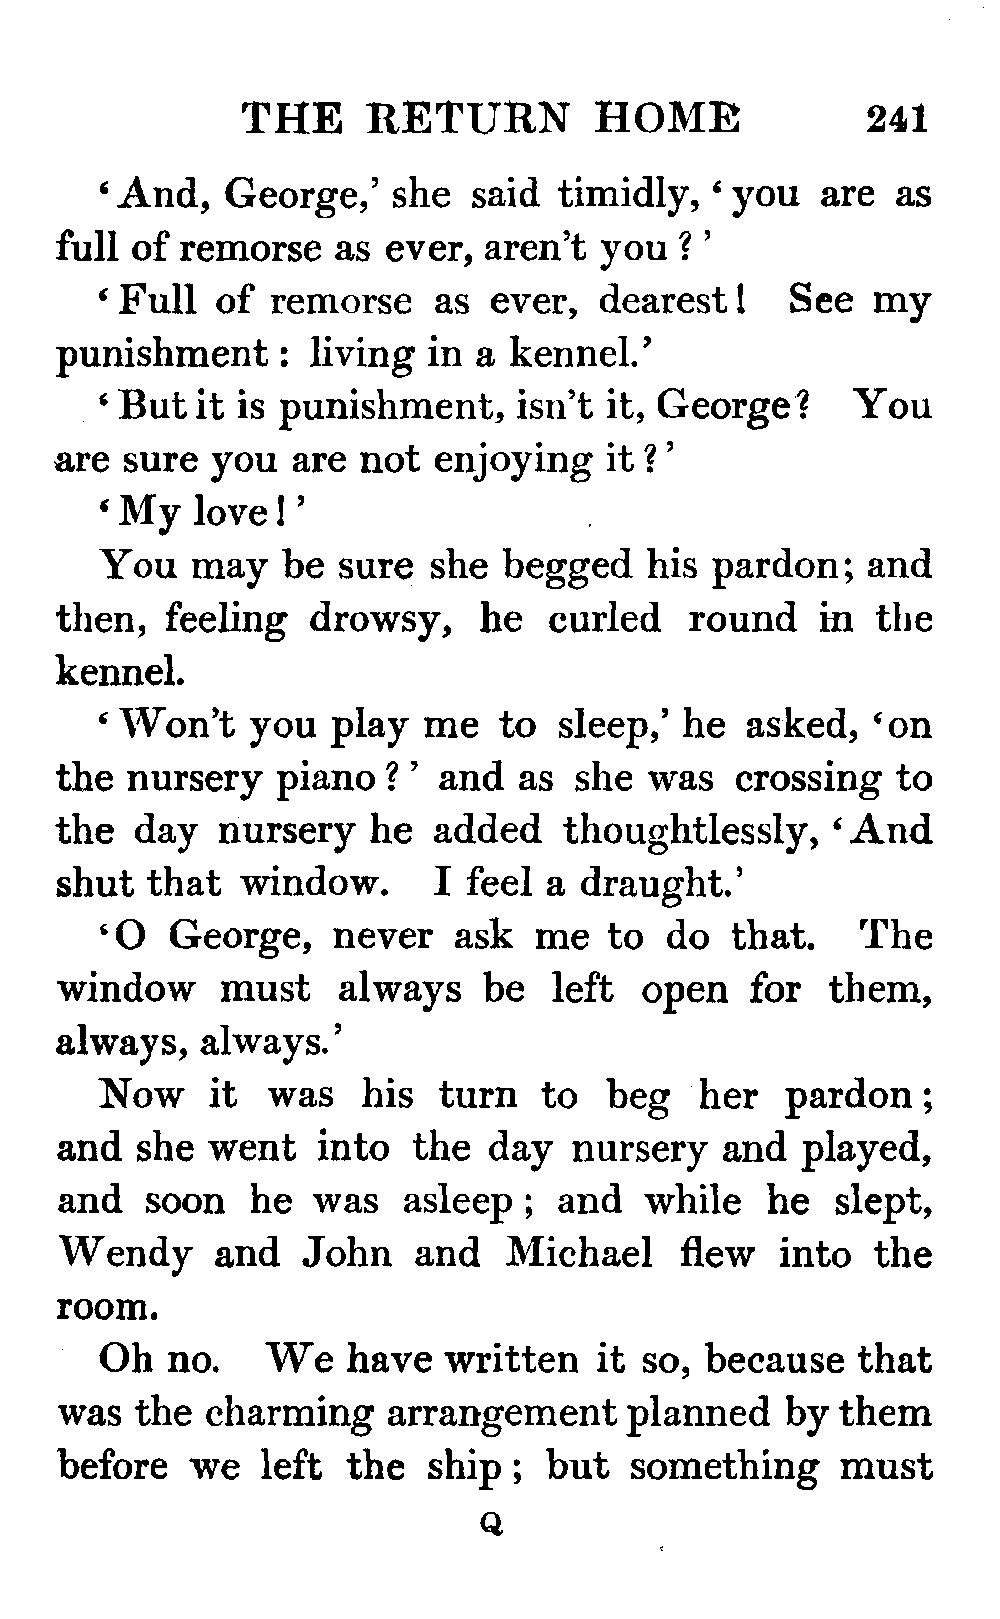 THE RETURN HOME 241
‘And, George,’ she said timidly, ‘you are as
full of remorse as ever, aren’t you?’
‘Full of remorse as ever, dearest! See my
punishment: living in a kennel.’
‘But it is punishment, isn’t it, George? You
are sure you are not enjoying it?’
‘My love!’
You may be sure she begged his pardon; and
then, feeling drowsy, he curled round in the
kennel.
‘Won’t you play me to sleep,’ he asked, ‘on
the nursery piano?’ and as she was crossing to
the day nursery he added thoughtlessly, ‘And
shut that window. I feel a draught.’
‘O George, never ask me to do that. The
window must always be left open for them,
always, always.’
Now it was his turn to beg her pardon;
and she went into the day nursery and played,
and soon he was asleep; and while he slept,
Wendy and John and Michael flew into the
room.
Oh no. We have written it so, because that
was the charming arrangement planned by them
before we left the ship; but something must
Q